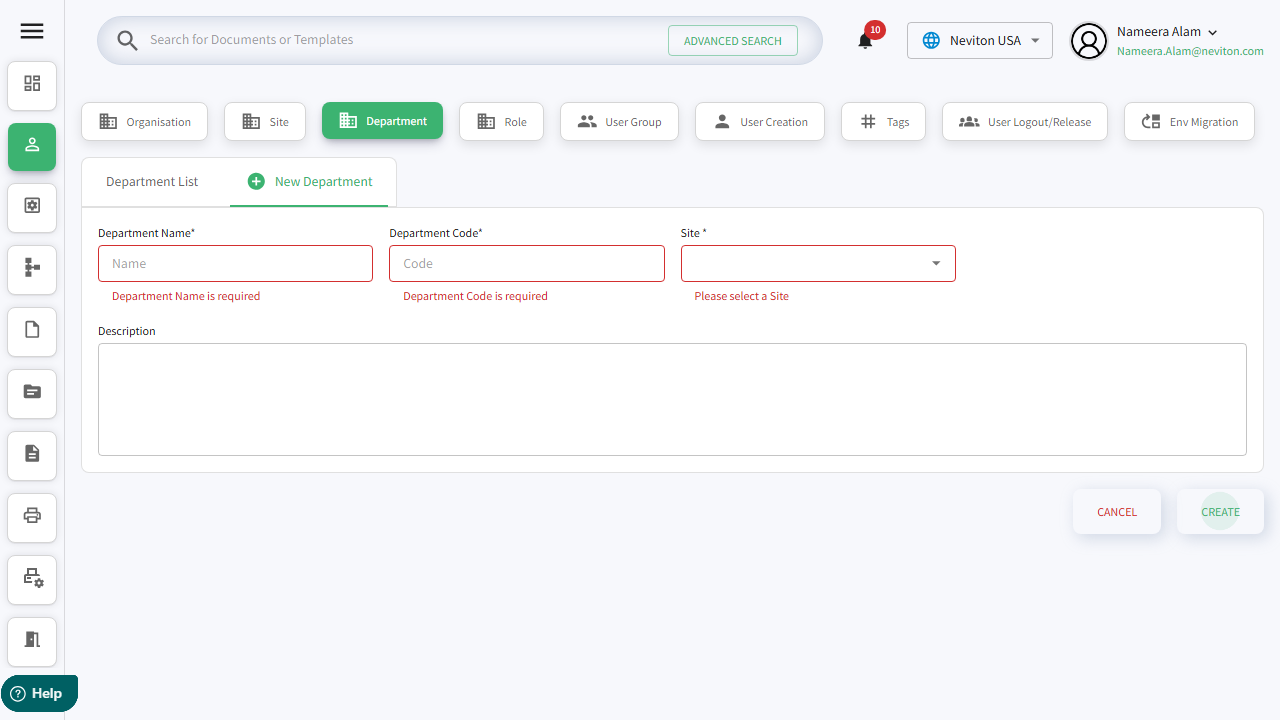 Search for Documents or Templates
ADVANCED SEARCH
10
Neviton USA
Nameera Alam
Nameera.Alam@neviton.com
Organisation
Site
Department
Role
User Group
User Creation
Tags
User Logout/Release
Env Migration
Department List
New Department
Department Name*
Department Code*
Site *
Name
Code
Department Name is required
Department Code is required
Please select a Site
Description
CANCEL
CREATE
Help